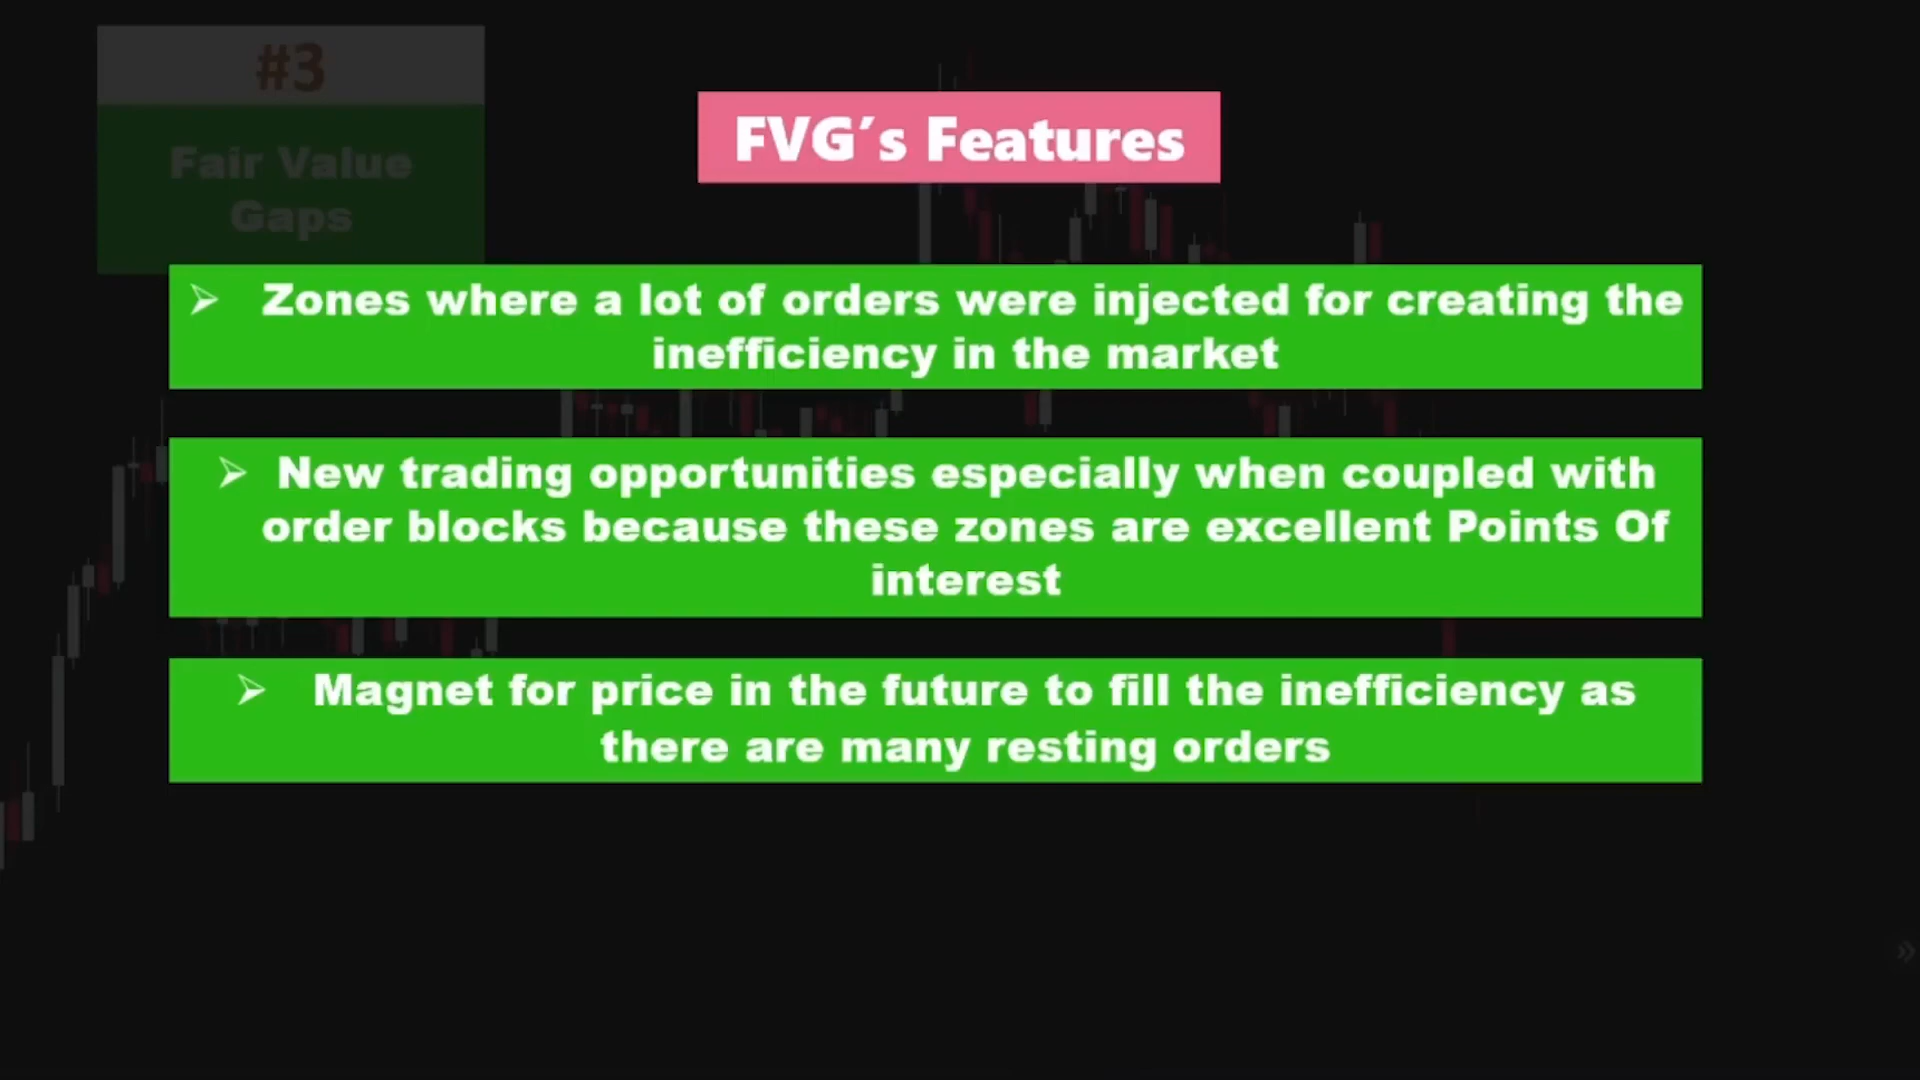 #3
Fair Value
Gaps
FVG´s Features
➢ Zones where a lot of orders were injected for creating the
inefficiency in the market
➢ New trading opportunities especially when coupled with
order blocks because these zones are excellent Points Of
interest
➢ Magnet for price in the future to fill the inefficiency as
there are many resting orders